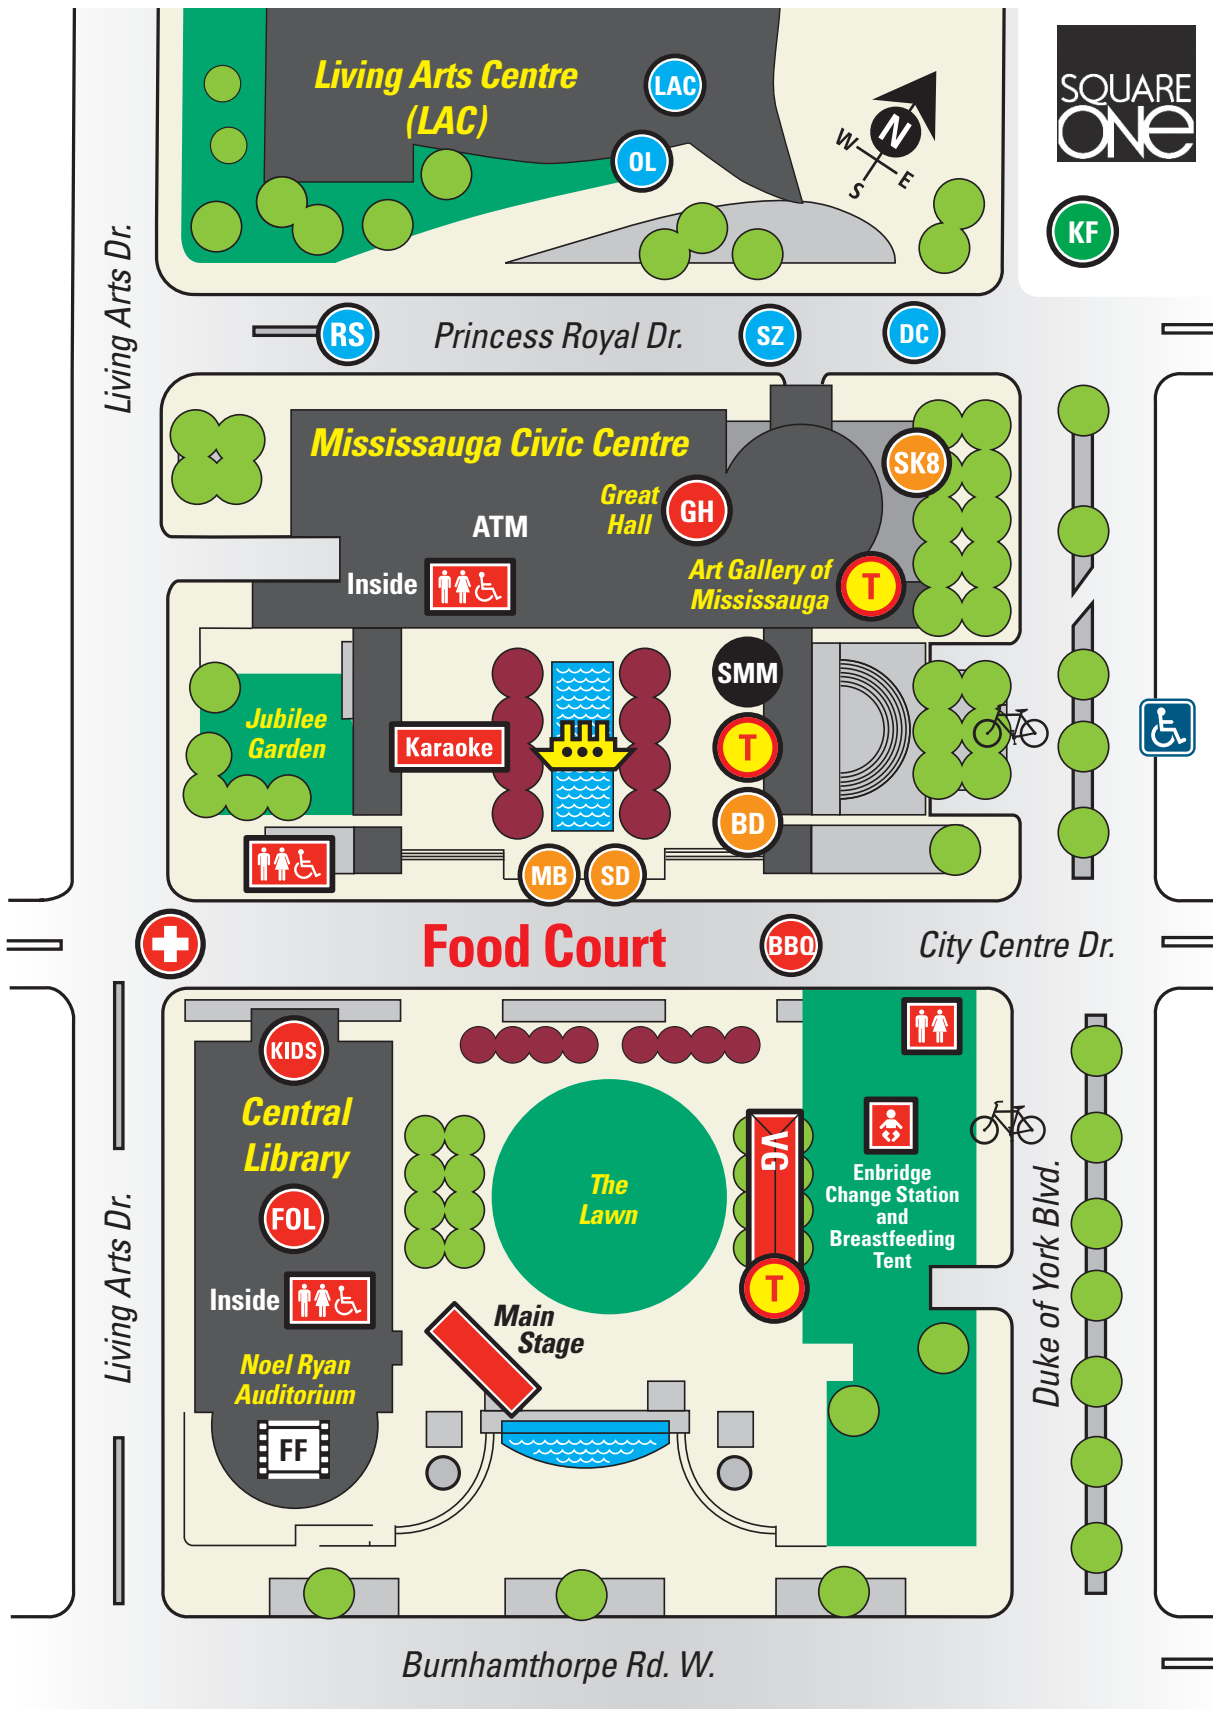 Living Arts Centre
(LAC)
LAC
OL
N
W
E
S
SQUARE
ONE
KF
Living Arts Dr.
RS
Princess Royal Dr.
SZ
DC
Mississauga Civic Centre
SK8
Great
Hall
GH
ATM
Art Gallery of
Mississauga
T
Inside
SMM
Jubilee
Garden
Karaoke
T
BD
MB
SD
Food Court
BBQ
City Centre Dr.
KIDS
Central
Library
VG
The
Lawn
Enbridge
Change Station
and
Breastfeeding
Tent
FOL
T
Inside
Main
Stage
Living Arts Dr.
Duke of York Blvd.
Noel Ryan
Auditorium
FF
Burnhamthorpe Rd. W.